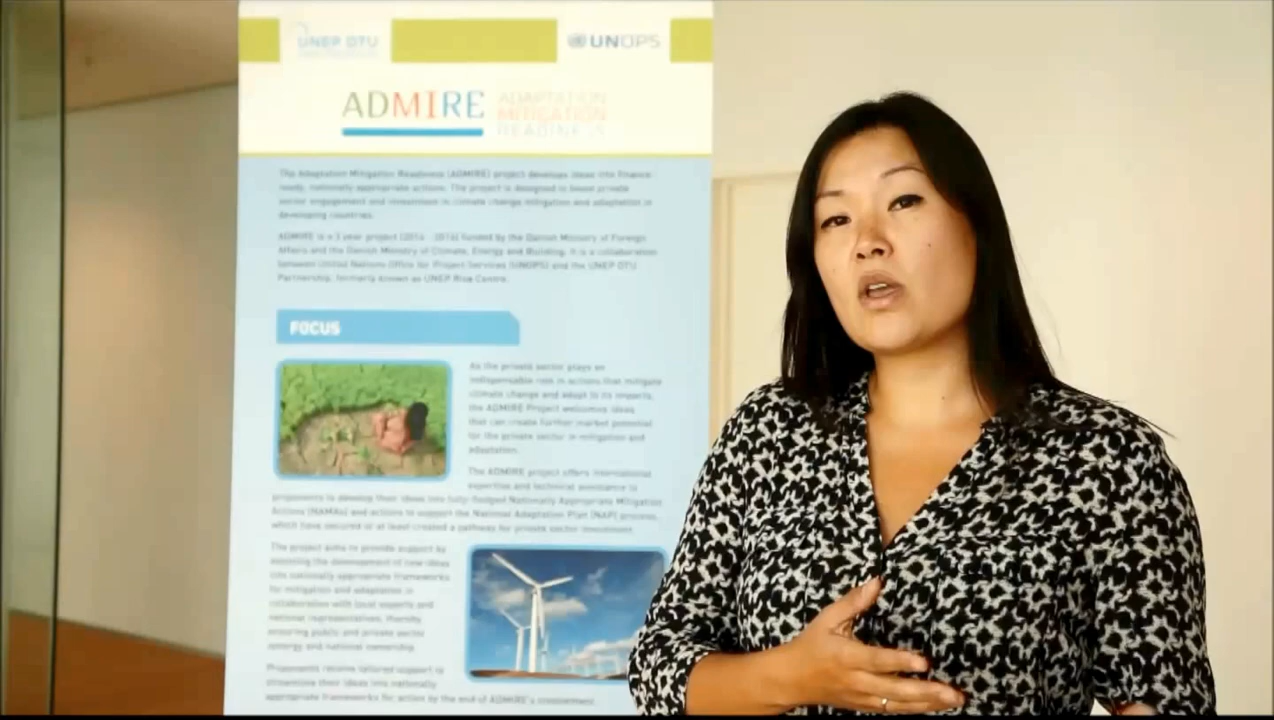 UNEP DTU
UNOPS
ADMIRE
ADAPTATION
MITIGATION
READINESS
The Adaptation Mitigation Readiness (ADMIRE) project develops ideas into finance
ready, nationally appropriate actions. The project is designed to boost private
sector engagement and investment in climate change mitigation and adaptation in
developing countries.
ADMIRE is a 3 year project (2014 - 2016) funded by the Danish Ministry of Foreign
Affairs and the Danish Ministry of Climate, Energy and Building. It is a collaboration
between United Nations Office for Project Services (UNOPS) and the UNEP DTU
Partnership, formerly known as UNEP Risø Centre.
FOCUS
As the private sector plays an
indispensable role in actions that mitigate
climate change and adapt to its impacts,
the ADMIRE Project welcomes ideas
that can create further market potential
for the private sector in mitigation and
adaptation.
The ADMIRE project offers international
expertise and technical assistance to
proponents to develop their ideas into fully-fledged Nationally Appropriate Mitigation
Actions (NAMAs) and actions to support the National Adaptation Plan (NAP) process,
which have secured or at least created a pathway for private sector investment.
The project aims to provide support by
assisting the development of new ideas
into nationally appropriate frameworks
for mitigation and adaptation in
collaboration with local experts and
national representatives, thereby
ensuring public and private sector
synergy and national ownership.
Proponents receive tailored support to
streamline their ideas into nationally
appropriate frameworks for action by the end of ADMIRE's involvement.